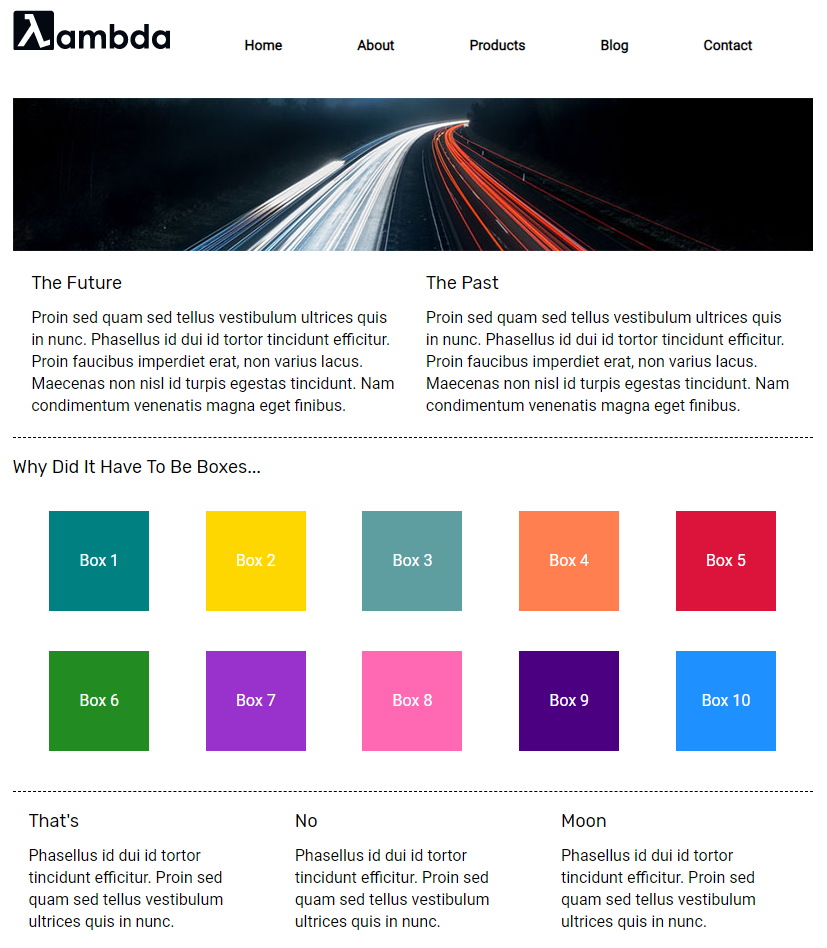 λambda
Home About Products Blog Contact
The Future
Proin sed quam sed tellus vestibulum ultrices quis
in nunc. Phasellus id dui id tortor tincidunt efficitur.
Proin faucibus imperdiet erat, non varius lacus.
Maecenas non nisl id turpis egestas tincidunt. Nam
condimentum venenatis magna eget finibus.
The Past
Proin sed quam sed tellus vestibulum ultrices quis
in nunc. Phasellus id dui id tortor tincidunt efficitur.
Proin faucibus imperdiet erat, non varius lacus.
Maecenas non nisl id turpis egestas tincidunt. Nam
condimentum venenatis magna eget finibus.
Why Did It Have To Be Boxes...
Box 1 Box 2 Box 3 Box 4 Box 5
Box 6 Box 7 Box 8 Box 9 Box 10
That's
Phasellus id dui id tortor
tincidunt efficitur. Proin sed
quam sed tellus vestibulum
ultrices quis in nunc.
No
Phasellus id dui id tortor
tincidunt efficitur. Proin sed
quam sed tellus vestibulum
ultrices quis in nunc.
Moon
Phasellus id dui id tortor
tincidunt efficitur. Proin sed
quam sed tellus vestibulum
ultrices quis in nunc.